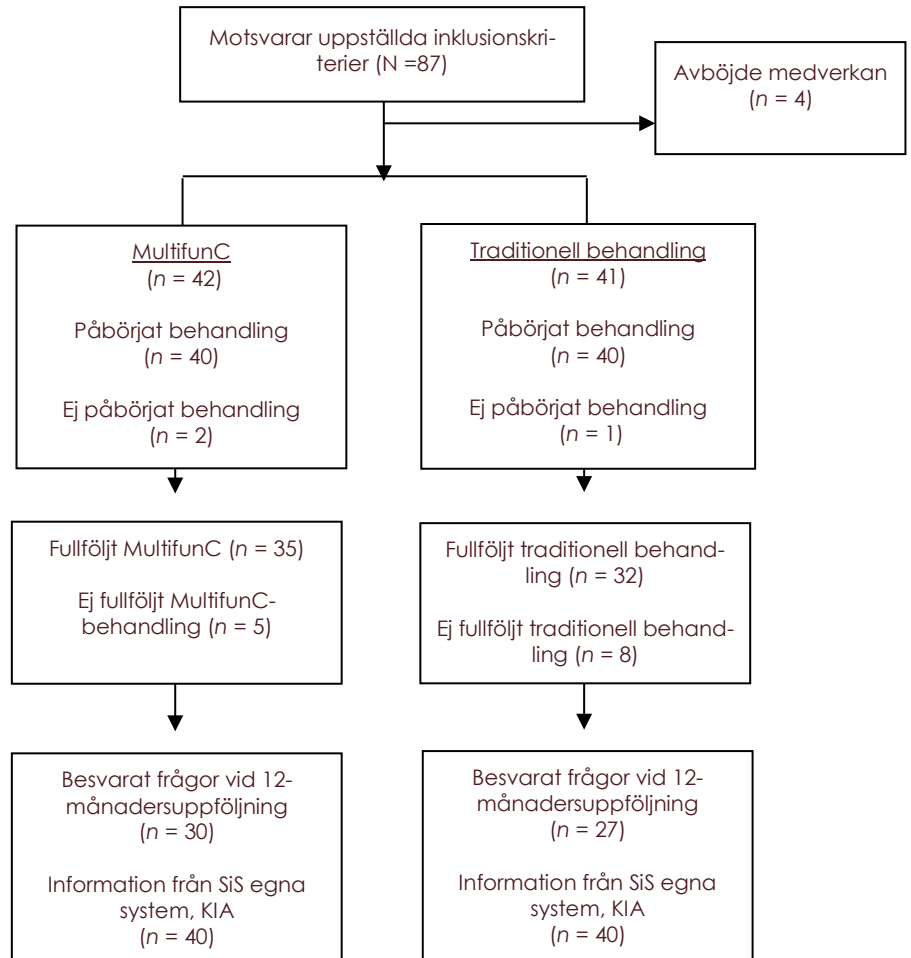 Motsvarar uppställda inklusionskri-
terier (N =87)
Avböjde medverkan
(n = 4)
MultifunC
(n = 42)
Påbörjat behandling
(n = 40)
Ej påbörjat behandling
(n = 2)
Traditionell behandling
(n = 41)
Påbörjat behandling
(n = 40)
Ej påbörjat behandling
(n = 1)
Fullföljt MultifunC (n = 35)
Ej fullföljt MultifunC-
behandling (n = 5)
Fullföljt traditionell behand-
ling (n = 32)
Ej fullföljt traditionell behand-
ling (n = 8)
Besvarat frågor vid 12-
månadersuppföljning
(n = 30)
Information från SiS egna
system, KIA
(n = 40)
Besvarat frågor vid 12-
månadersuppföljning
(n = 27)
Information från SiS egna
system, KIA
(n = 40)